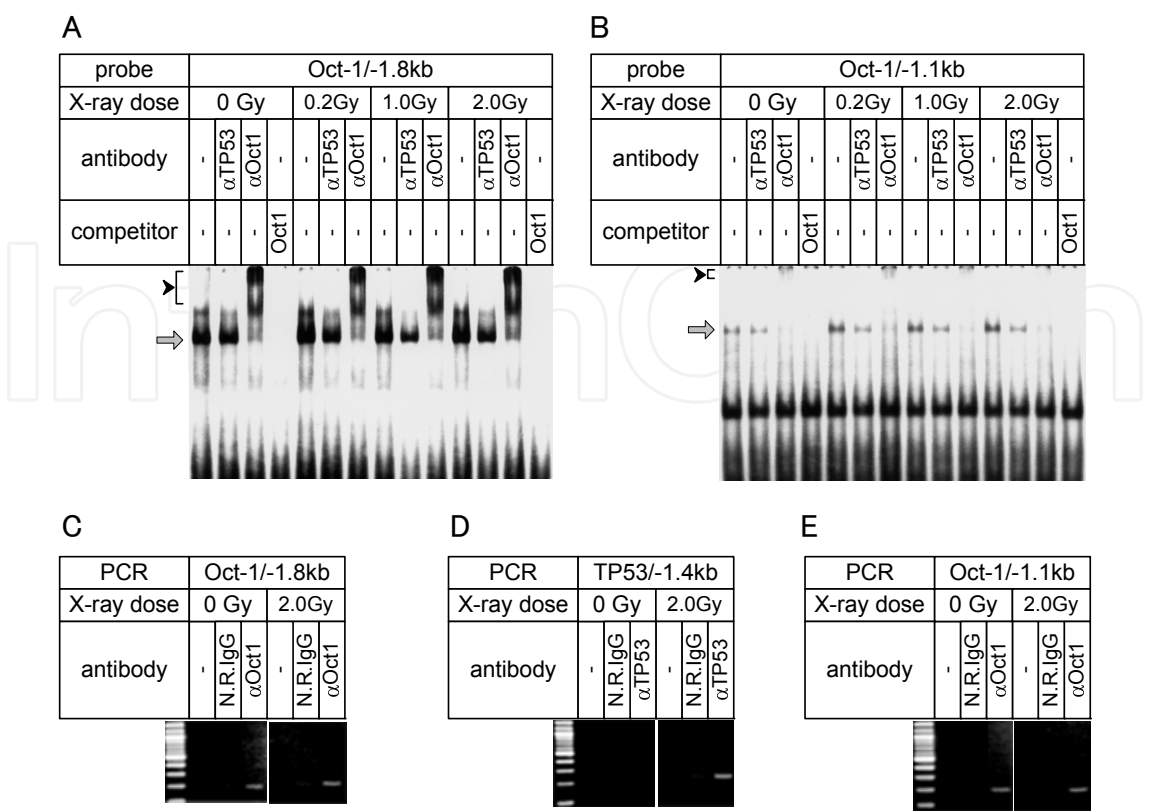 A
probe Oct-1/-1.8kb
X-ray dose 0 Gy 0.2Gy 1.0Gy 2.0Gy
antibody - αTP53 αOct1 - - αTP53 αOct1 - αTP53 αOct1 - αTP53 αOct1 -
competitor - - - Oct1 - - - - - - - - - Oct1
B
probe Oct-1/-1.1kb
X-ray dose 0 Gy 0.2Gy 1.0Gy 2.0Gy
antibody - αTP53 αOct1 - - αTP53 αOct1 - αTP53 αOct1 - αTP53 αOct1 -
competitor - - - Oct1 - - - - - - - - - Oct1
C
PCR Oct-1/-1.8kb
X-ray dose 0 Gy 2.0Gy
antibody - N.R.IgG αOct1 - N.R.IgG αOct1
D
PCR TP53/-1.4kb
X-ray dose 0 Gy 2.0Gy
antibody - N.R.IgG αTP53 - N.R.IgG αTP53
E
PCR Oct-1/-1.1kb
X-ray dose 0 Gy 2.0Gy
antibody - N.R.IgG αOct1 - N.R.IgG αOct1